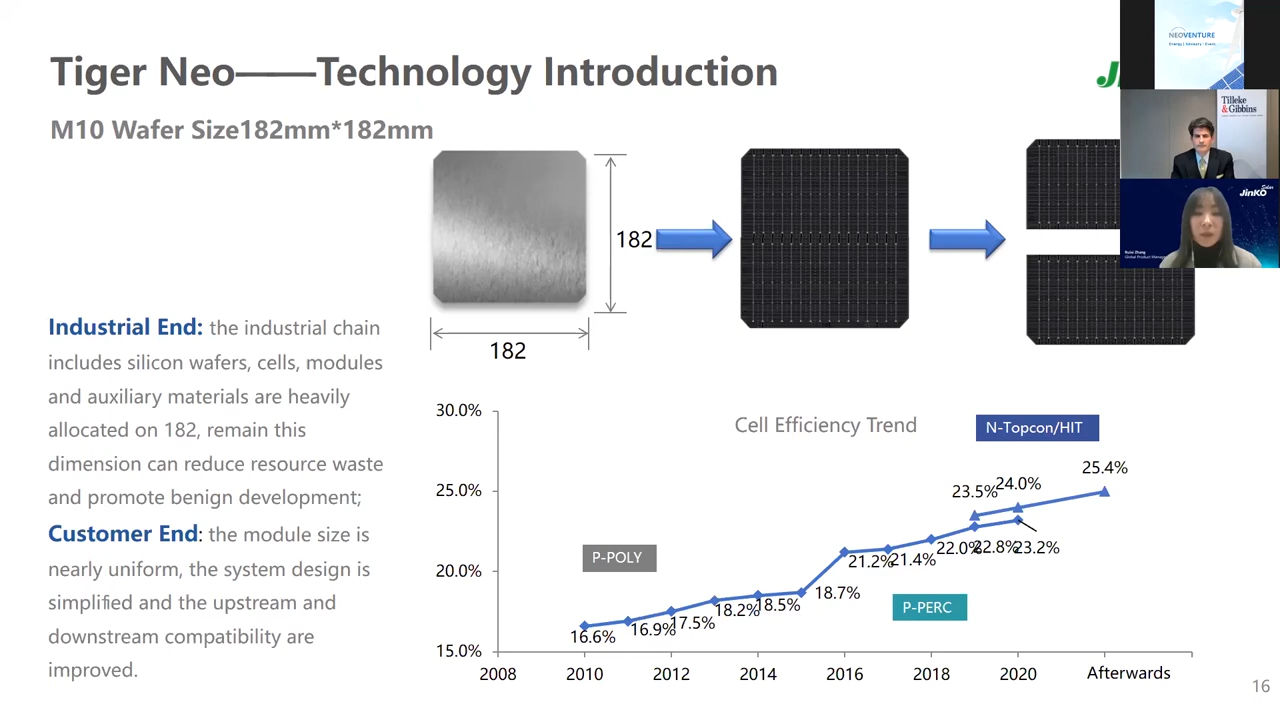 Tiger Neo——Technology Introduction
M10 Wafer Size182mm*182mm
NEOVENTURE
Energy | Advisory | Event
Tilleke
& Gibbins
JinKO Solar
182
182
Industrial End: the industrial chain
includes silicon wafers, cells, modules
and auxiliary materials are heavily
allocated on 182, remain this
dimension can reduce resource waste
and promote benign development;
Customer End: the module size is
nearly uniform, the system design is
simplified and the upstream and
downstream compatibility are
improved.
Cell Efficiency Trend
N-Topcon/HIT
P-POLY
P-PERC
30.0%
25.0%
20.0%
15.0%
16.6%
16.9%
17.5%
18.2%
18.5%
18.7%
21.2%
21.4%
22.0%
22.8%
23.2%
23.5%
24.0%
25.4%
2008
2010
2012
2014
2016
2018
2020
Afterwards
16